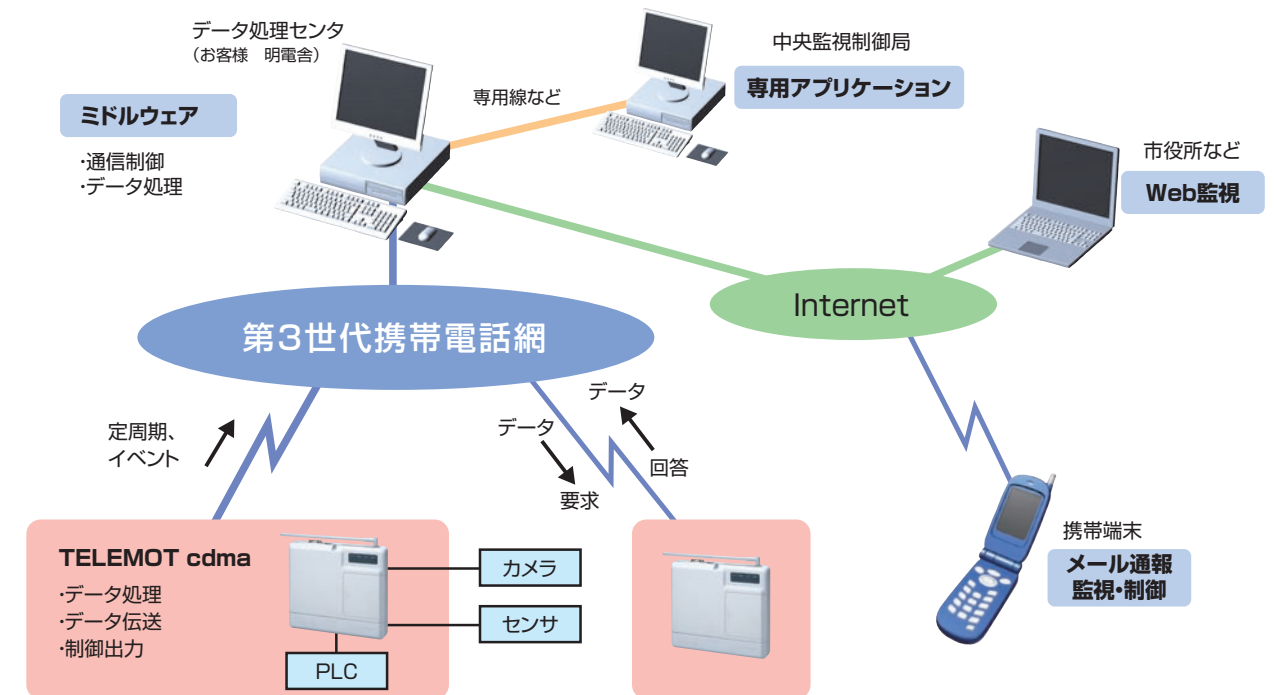 データ処理センタ
(お客様 明電舎)
ミドルウェア
・通信制御
・データ処理
専用線など
中央監視制御局
専用アプリケーション
市役所など
Web監視
Internet
第3世代携帯電話網
定周期、
イベント
データ
要求
データ
回答
TELEMOT cdma
・データ処理
・データ伝送
・制御出力
カメラ
センサ
PLC
携帯端末
メール通報
監視・制御